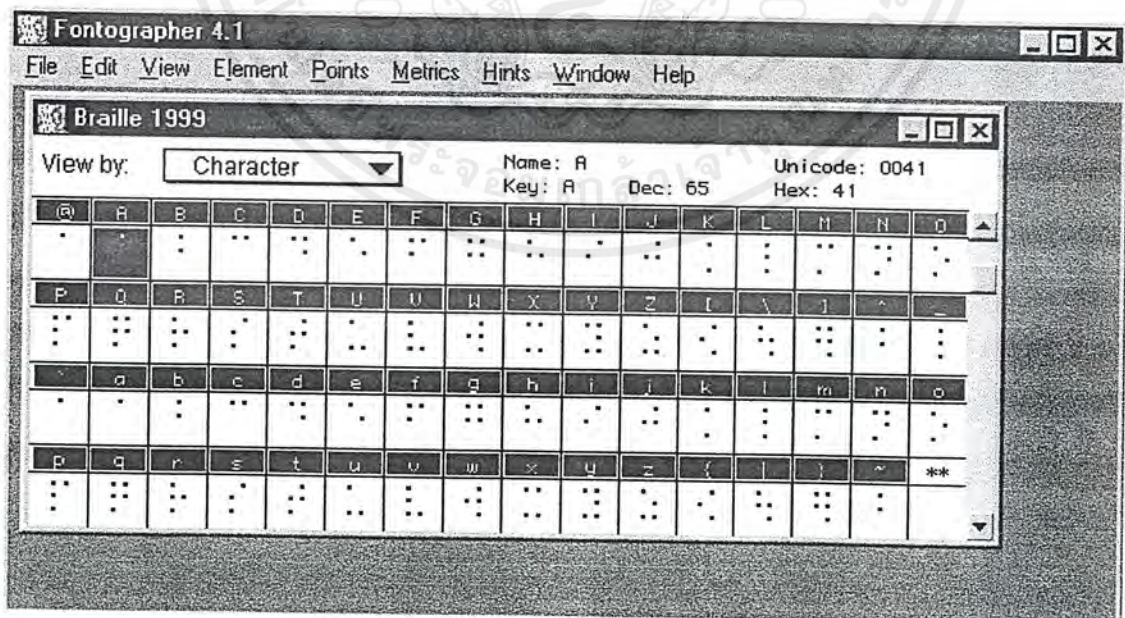 Fontographer 4.1
File Edit View Element Points Metrics Hints Window Help
Braille 1999
View by: Character Name: A Unicode: 0041
Key: A Dec: 65 Hex: 41
@ A B C D E F G H I J K L M N O
P Q R S T U V W X Y Z [ \ ] ^ _
` a b c d e f g h i j k l m n o
p q r s t u v w x y z { | } ~ **